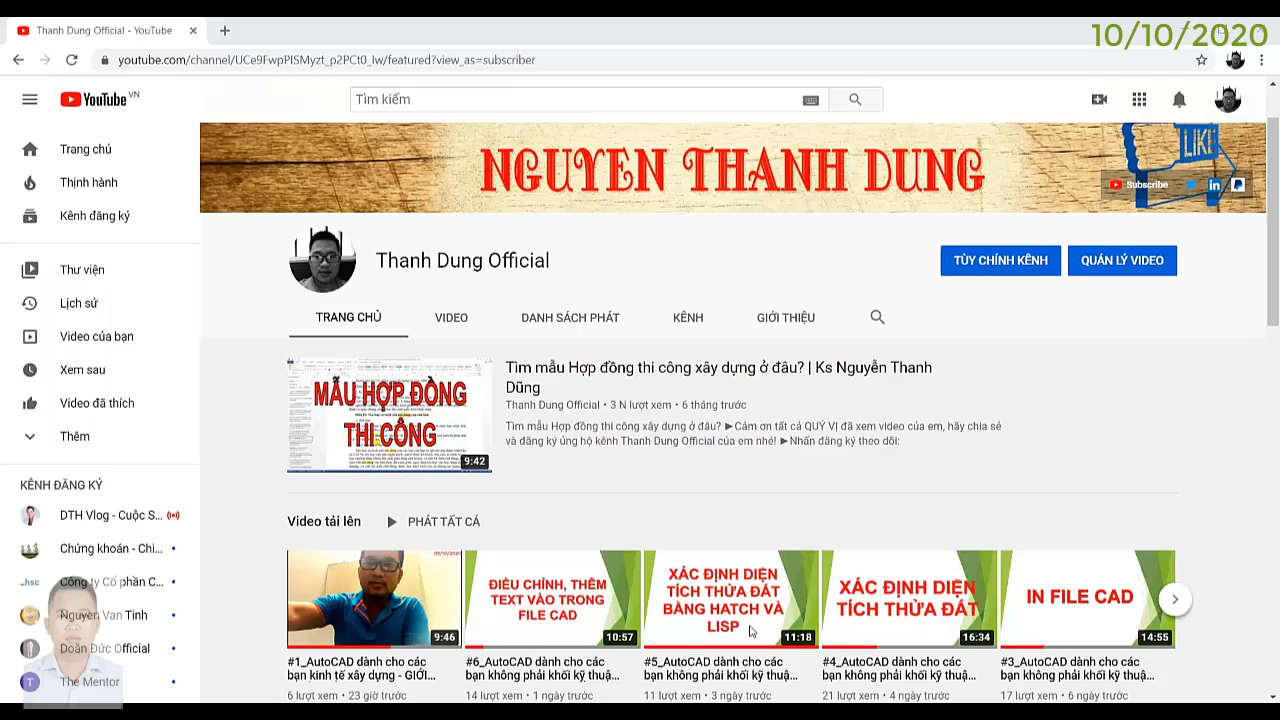 Thanh Dung Official - YouTube
10/10/2020
youtube.com/channel/UCe9FwpPISMyzt_p2PCt0_lw/featured?view_as=subscriber
YouTube VN
Tìm kiếm
Trang chủ
Thịnh hành
Kênh đăng ký
Thư viện
Lịch sử
Video của bạn
Xem sau
Video đã thích
Thêm
KÊNH ĐĂNG KÝ
DTH Vlog - Cuộc S...
Chứng khoán - Chi...
Công ty Cổ phần C...
Nguyen Van Tinh
Doãn Đức Official
The Mentor
NGUYEN THANH DUNG
LIKE
Subscribe
Thanh Dung Official
TÙY CHỈNH KÊNH
QUẢN LÝ VIDEO
TRANG CHỦ
VIDEO
DANH SÁCH PHÁT
KÊNH
GIỚI THIỆU
MẪU HỢP ĐỒNG
THI CÔNG
9:42
Tìm mẫu Hợp đồng thi công xây dựng ở đâu? | Ks Nguyễn Thanh
Dũng
Thanh Dung Official • 3 N lượt xem • 6 tháng trước
Tìm mẫu hợp đồng thi công xây dựng ở đâu? ►Cảm ơn tất cả QUÝ VỊ đã xem video của em, hãy chia sẻ
và đăng ký ủng hộ kênh Thanh Dung Official của em nhé! ►Nhấn đăng ký theo dõi:
Video tải lên
PHÁT TẤT CẢ
09/10/2020
9:46
#1_AutoCAD dành cho các
bạn kinh tế xây dựng - GIỚI...
6 lượt xem • 23 giờ trước
ĐIỀU CHỈNH, THÊM
TEXT VÀO TRONG
FILE CAD
10:57
#6_AutoCAD dành cho các
bạn không phải khối kỹ thuậ...
14 lượt xem • 1 ngày trước
XÁC ĐỊNH DIỆN
TÍCH THỬA ĐẤT
BẰNG HATCH VÀ
LISP
11:18
#5_AutoCAD dành cho các
bạn không phải khối kỹ thuậ...
11 lượt xem • 3 ngày trước
XÁC ĐỊNH DIỆN
TÍCH THỬA ĐẤT
16:34
#4_AutoCAD dành cho các
bạn không phải khối kỹ thuậ...
21 lượt xem • 4 ngày trước
IN FILE CAD
14:55
#3_AutoCAD dành cho các
bạn không phải khối kỹ thuậ...
17 lượt xem • 6 ngày trước